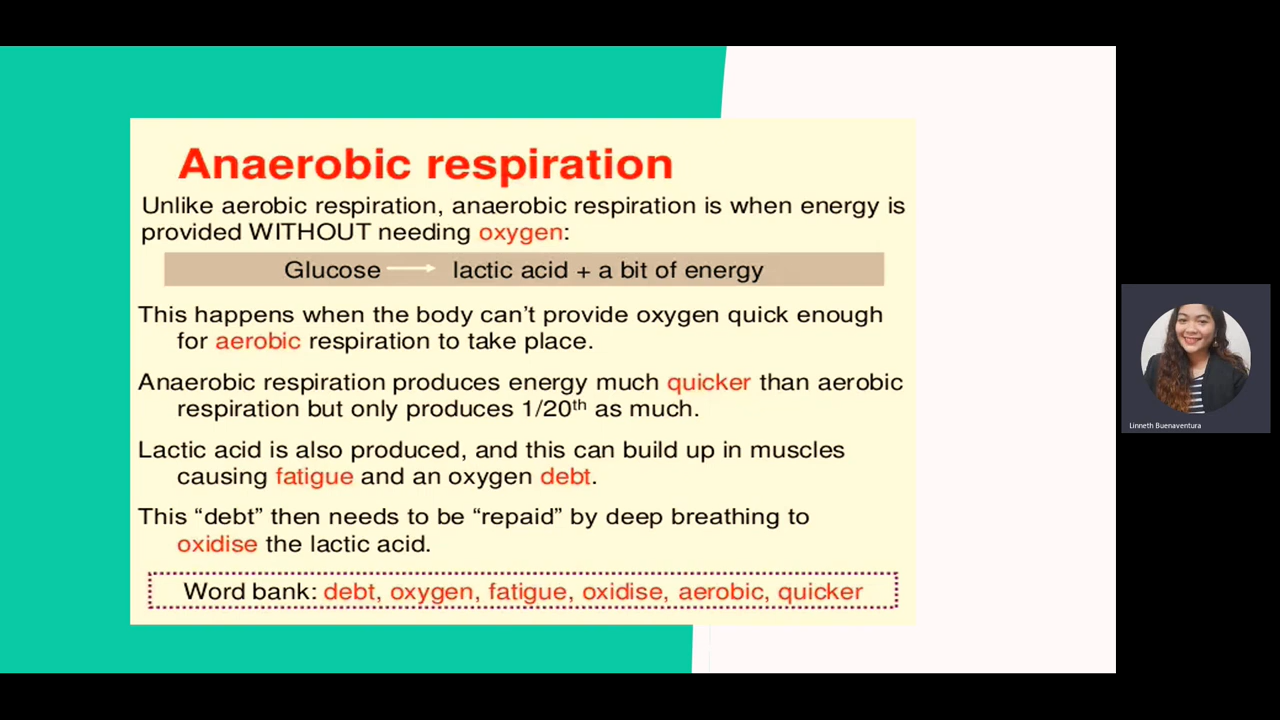 Anaerobic respiration
Unlike aerobic respiration, anaerobic respiration is when energy is
provided WITHOUT needing oxygen:
Glucose → lactic acid + a bit of energy
This happens when the body can't provide oxygen quick enough
for aerobic respiration to take place.
Anaerobic respiration produces energy much quicker than aerobic
respiration but only produces 1/20th as much.
Lactic acid is also produced, and this can build up in muscles
causing fatigue and an oxygen debt.
This “debt” then needs to be “repaid” by deep breathing to
oxidise the lactic acid.
Word bank: debt, oxygen, fatigue, oxidise, aerobic, quicker
Linneth Buenaventura